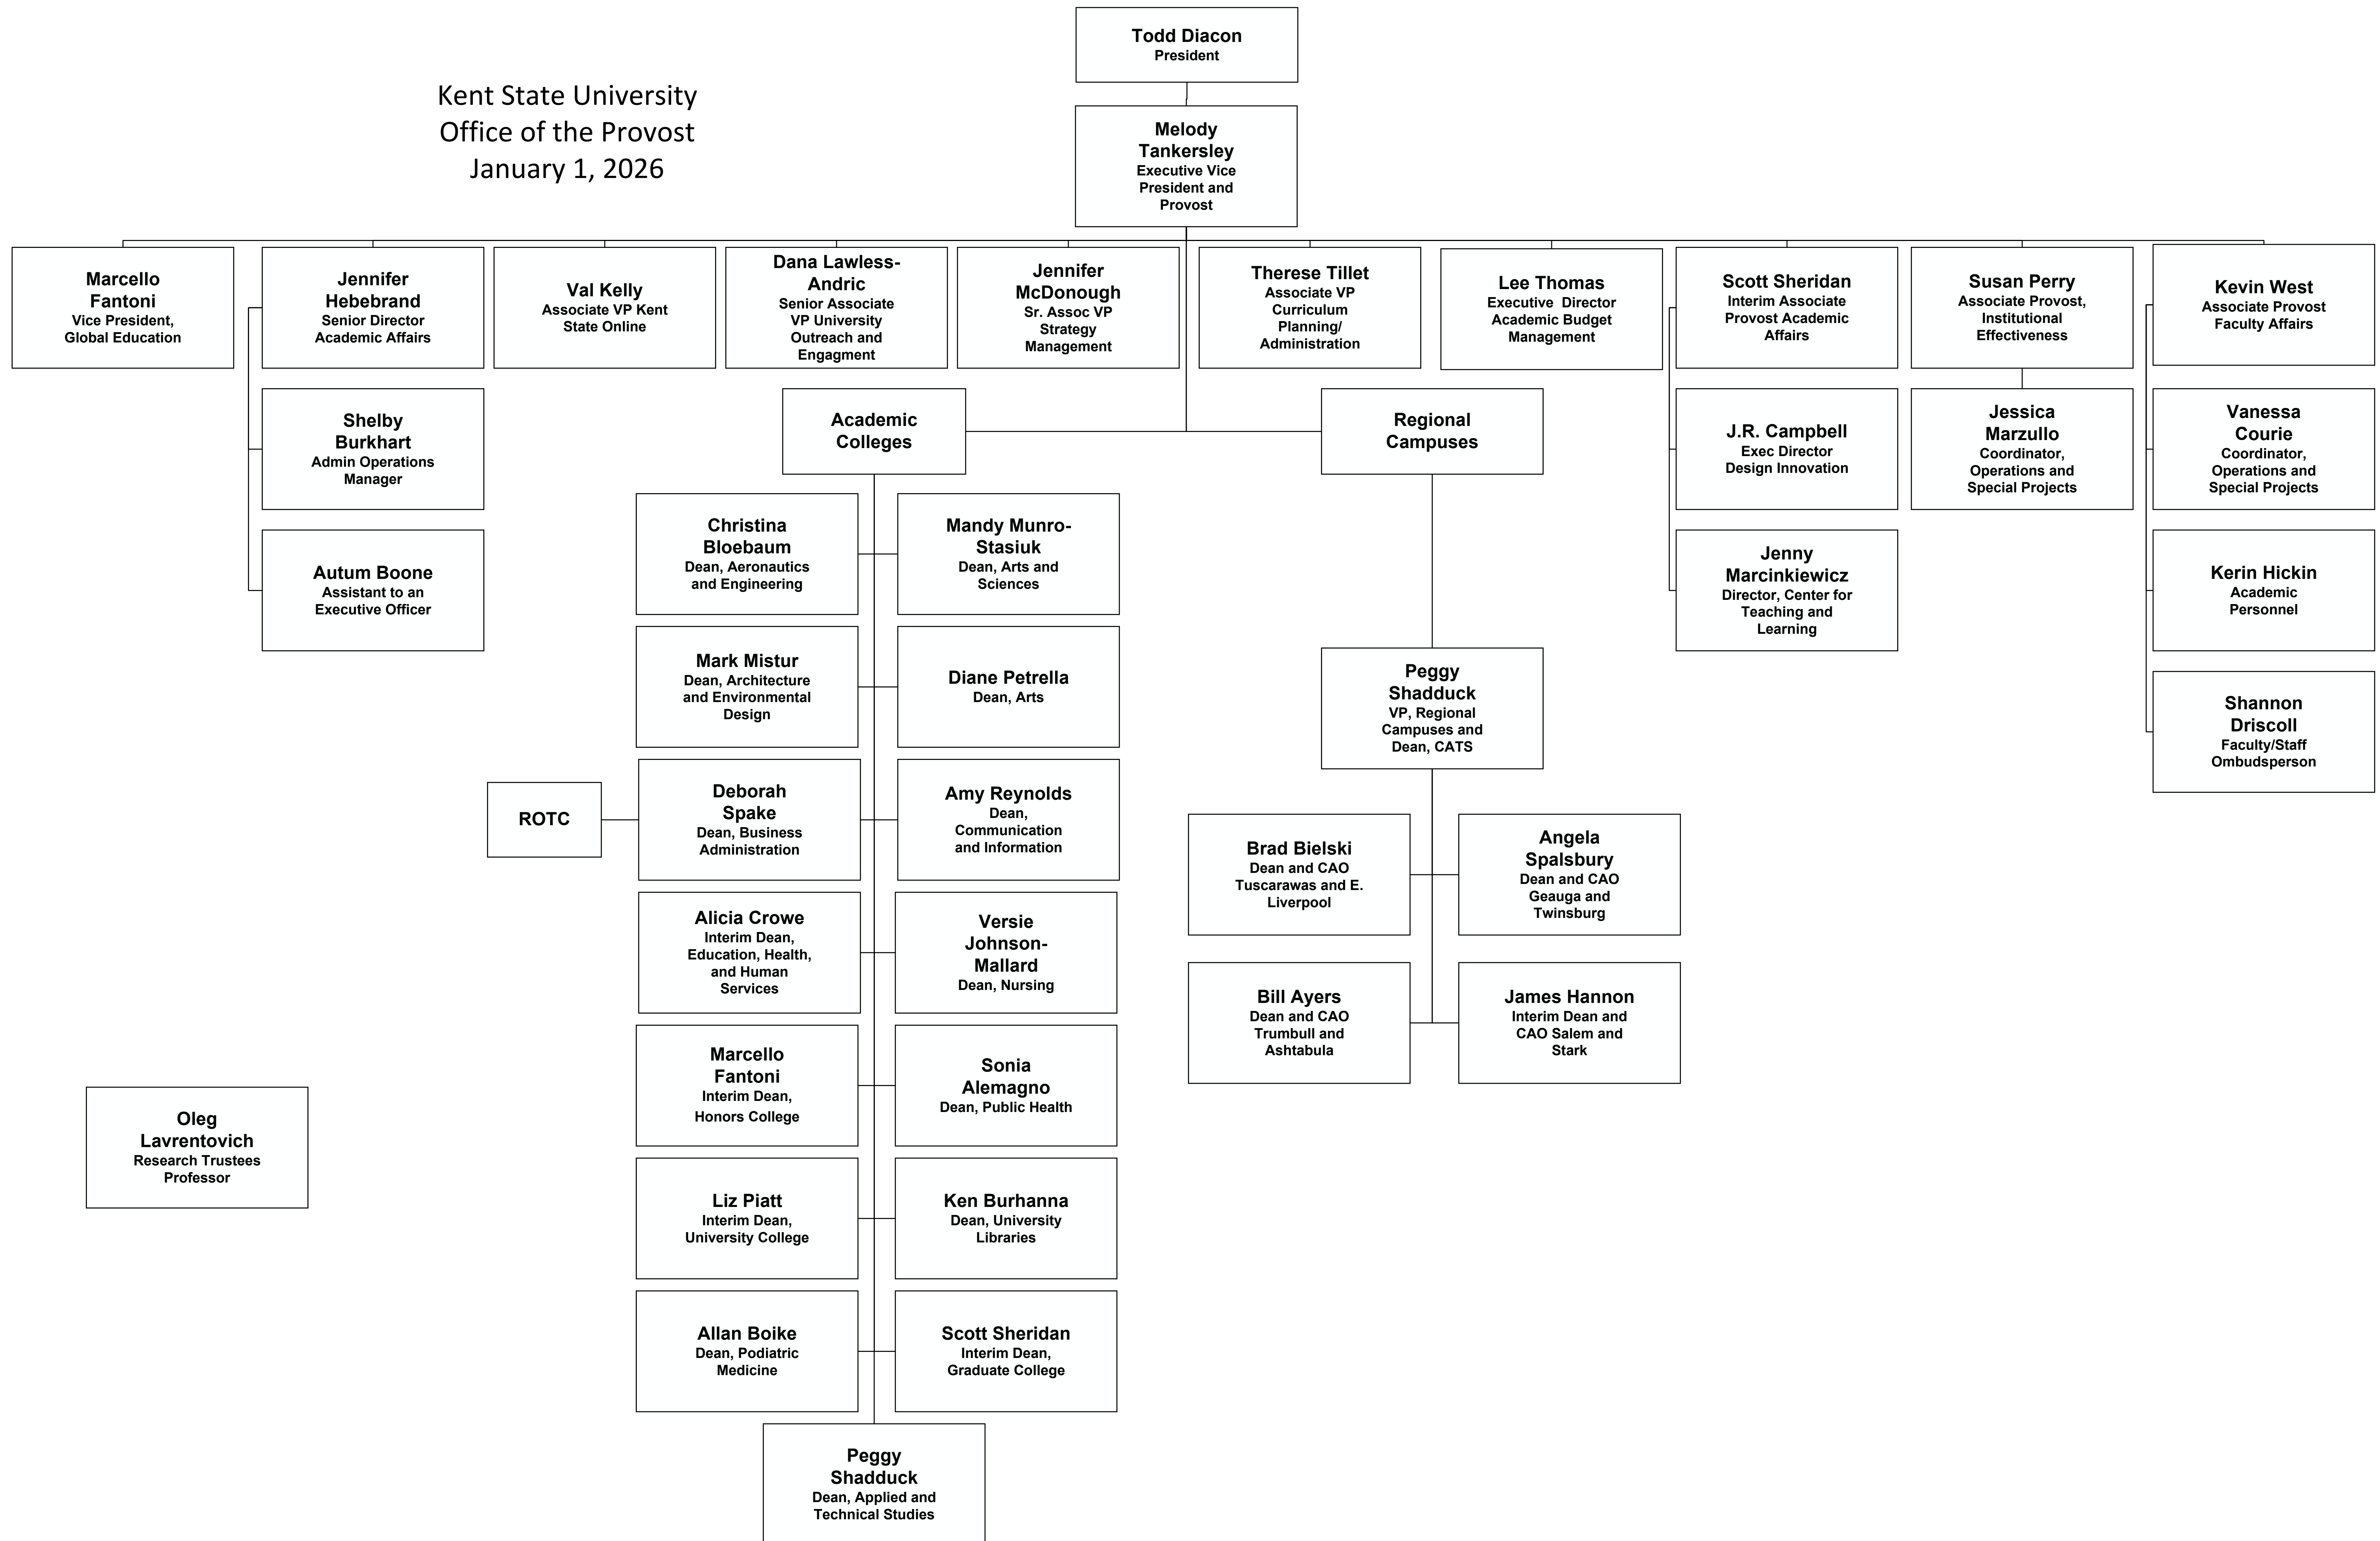 Todd Diacon
President
Kent State University
Office of the Provost
January 1, 2026
Melody
Tankersley
Executive Vice
President and
Provost
Marcello
Fantoni
Vice President,
Global Education
Jennifer
Hebebrand
Senior Director
Academic Affairs
Val Kelly
Associate VP Kent
State Online
Dana Lawless-
Andric
Senior Associate
VP University
Outreach and
Engagment
Jennifer
McDonough
Sr. Assoc VP
Strategy
Management
Therese Tillet
Associate VP
Curriculum
Planning/
Administration
Lee Thomas
Executive  Director
Academic Budget
Management
Scott Sheridan
Interim Associate
Provost Academic
Affairs
Susan Perry
Associate Provost,
Institutional
Effectiveness
Kevin West
Associate Provost
Faculty Affairs
Shelby
Burkhart
Admin Operations
Manager
Academic
Colleges
Regional
Campuses
J.R. Campbell
Exec Director
Design Innovation
Jessica
Marzullo
Coordinator,
Operations and
Special Projects
Vanessa
Courie
Coordinator,
Operations and
Special Projects
Autum Boone
Assistant to an
Executive Officer
Christina
Bloebaum
Dean, Aeronautics
and Engineering
Mandy Munro-
Stasiuk
Dean, Arts and
Sciences
Jenny
Marcinkiewicz
Director, Center for
Teaching and
Learning
Kerin Hickin
Academic
Personnel
Mark Mistur
Dean, Architecture
and Environmental
Design
Diane Petrella
Dean, Arts
Peggy
Shadduck
VP, Regional
Campuses and
Dean, CATS
Shannon
Driscoll
Faculty/Staff
Ombudsperson
ROTC
Deborah
Spake
Dean, Business
Administration
Amy Reynolds
Dean,
Communication
and Information
Brad Bielski
Dean and CAO
Tuscarawas and E.
Liverpool
Angela
Spalsbury
Dean and CAO
Geauga and
Twinsburg
Alicia Crowe
Interim Dean,
Education, Health,
and Human
Services
Versie
Johnson-
Mallard
Dean, Nursing
Bill Ayers
Dean and CAO
Trumbull and
Ashtabula
James Hannon
Interim Dean and
CAO Salem and
Stark
Marcello
Fantoni
Interim Dean,
Honors College
Sonia
Alemagno
Dean, Public Health
Oleg
Lavrentovich
Research Trustees
Professor
Liz Piatt
Interim Dean,
University College
Ken Burhanna
Dean, University
Libraries
Allan Boike
Dean, Podiatric
Medicine
Scott Sheridan
Interim Dean,
Graduate College
Peggy
Shadduck
Dean, Applied and
Technical Studies